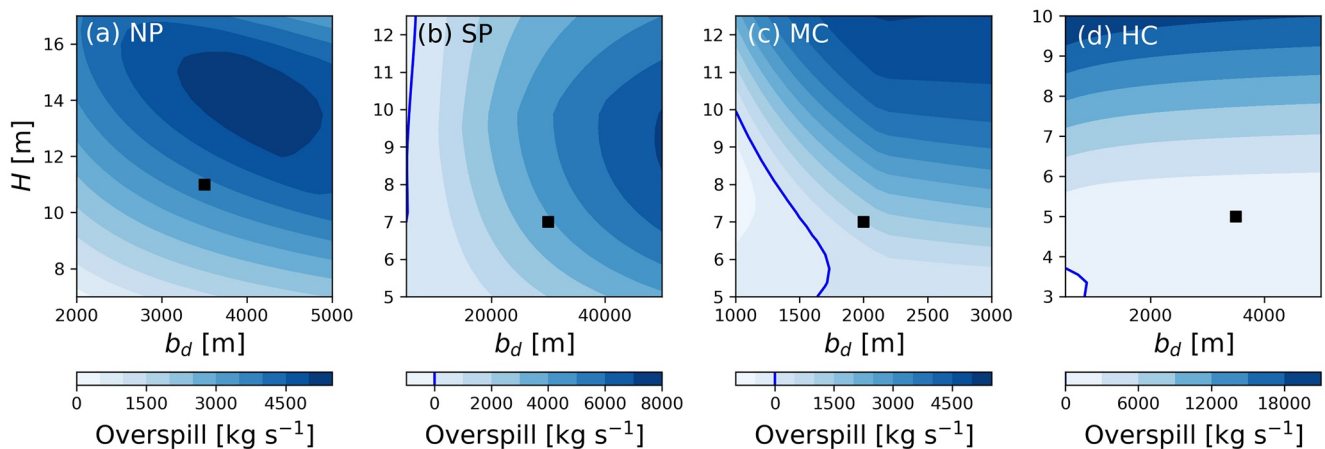 (a) NP
(b) SP
(c) MC
(d) HC
H [m]
16
14
12
10
8
2000 3000 4000 5000
12
11
10
9
8
7
6
5
20000 40000
12
11
10
9
8
7
6
5
1000 1500 2000 2500 3000
10
9
8
7
6
5
4
3
2000 4000
b_d [m]
b_d [m]
b_d [m]
b_d [m]
0 1500 3000 4500
0 2000 4000 6000 8000
0 1500 3000 4500
0 6000 12000 18000
Overspill [kg s⁻¹]
Overspill [kg s⁻¹]
Overspill [kg s⁻¹]
Overspill [kg s⁻¹]